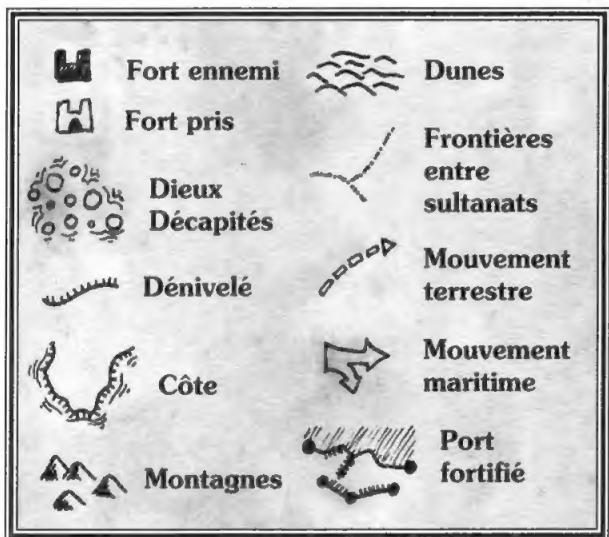 Fort ennemi
Fort pris
Dieux
Décapités
Dénivelé
Côte
Montagnes
Dunes
Frontières
entre
sultanats
Mouvement
terrestre
Mouvement
maritime
Port
fortifié